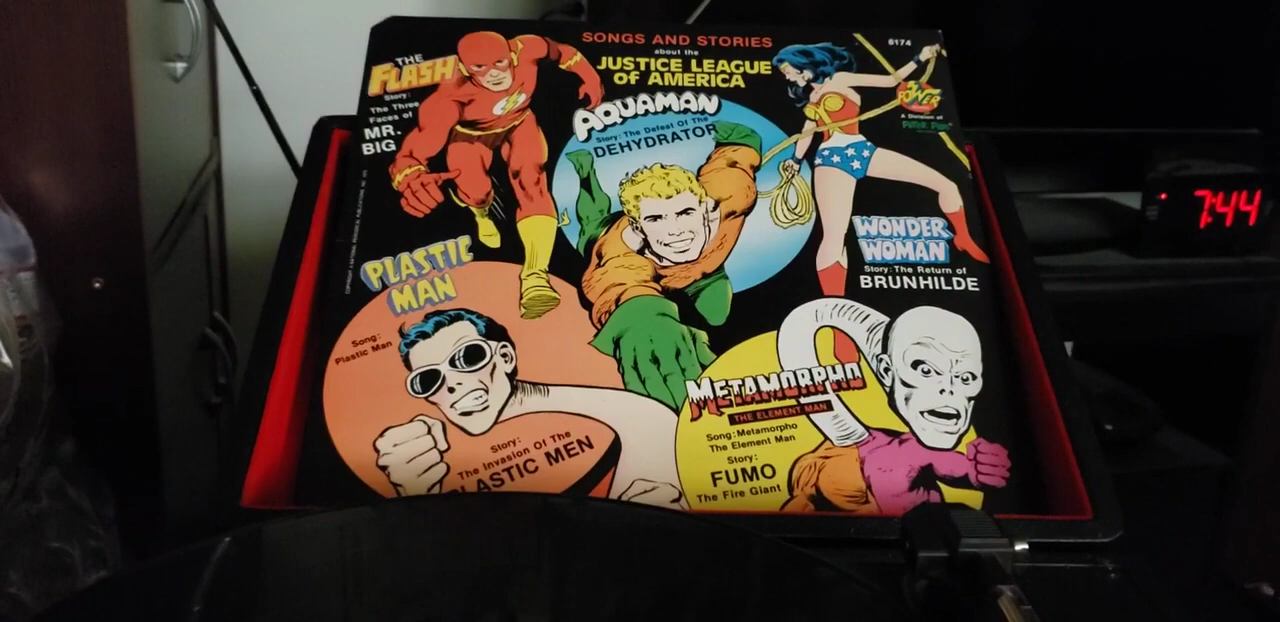 SONGS AND STORIES
about the
JUSTICE LEAGUE
OF AMERICA
6174
THE
FLASH
Story:
The Three
Faces of
MR.
BIG
AQUAMAN
Story: The Defeat Of The
DEHYDRATOR
POWER
A Division of
WONDER
WOMAN
Story: The Return of
BRUNHILDE
7:44
PLASTIC
MAN
Song:
Plastic Man
Story:
The Invasion Of The
PLASTIC MEN
METAMORPHO
THE ELEMENT MAN
Song: Metamorpho
The Element Man
Story:
FUMO
The Fire Giant